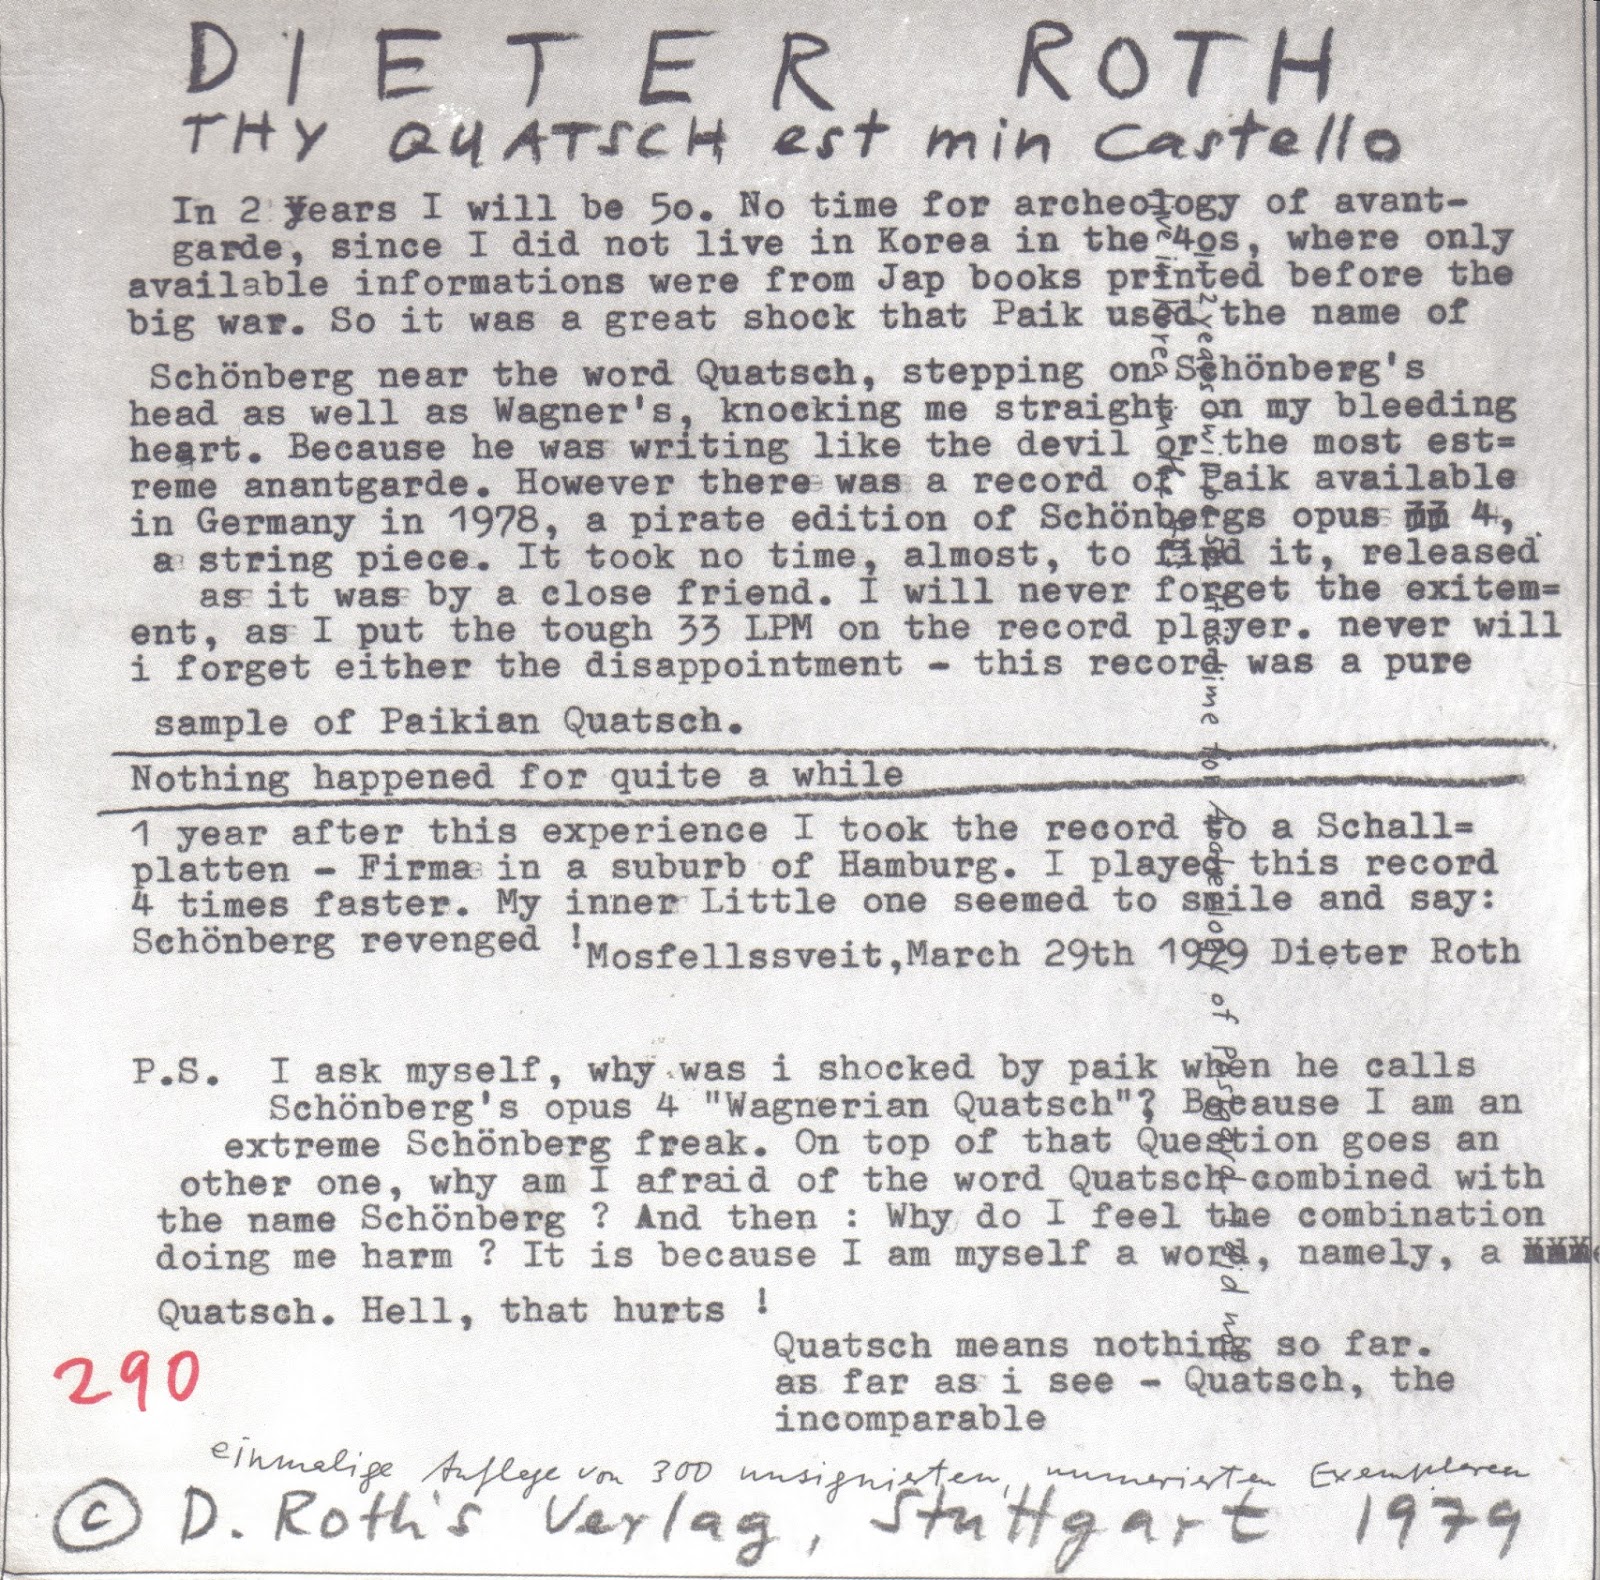 DIETER ROTH
THY QUATSCH est min Castello
In 2 Years I will be 5o. No time for archeology of avant-
garde, since I did not live in Korea in the 4os, where only
available informations were from Jap books printed before the
big war. So it was a great shock that Paik used the name of
Schönberg near the word Quatsch, stepping on Schönberg's
head as well as Wagner's, knocking me straight on my bleeding
heart. Because he was writing like the devil or the most est=
reme anantgarde. However there was a record of Paik available
in Germany in 1978, a pirate edition of Schönbergs opus 4,
a string piece. It took no time, almost, to find it, released
as it was by a close friend. I will never forget the exitem=
ent, as I put the tough 33 LPM on the record player. never will
i forget either the disappointment - this record was a pure
sample of Paikian Quatsch.
Nothing happened for quite a while
1 year after this experience I took the record to a Schall=
platten - Firma in a suburb of Hamburg. I played this record
4 times faster. My inner Little one seemed to smile and say:
Schönberg revenged !
Mosfellssveit,March 29th 1979 Dieter Roth
P.S. I ask myself, why was i shocked by paik when he calls
Schönberg's opus 4 "Wagnerian Quatsch"? Because I am an
extreme Schönberg freak. On top of that Question goes an
other one, why am I afraid of the word Quatsch combined with
the name Schönberg ? And then : Why do I feel the combination
doing me harm ? It is because I am myself a word, namely, a
Quatsch. Hell, that hurts !
Quatsch means nothing so far.
as far as i see - Quatsch, the
incomparable
290
einmalige Auflage von 300 unsignierten, numerierten Exemplaren
© D. Roth's Verlag, Stuttgart 1979